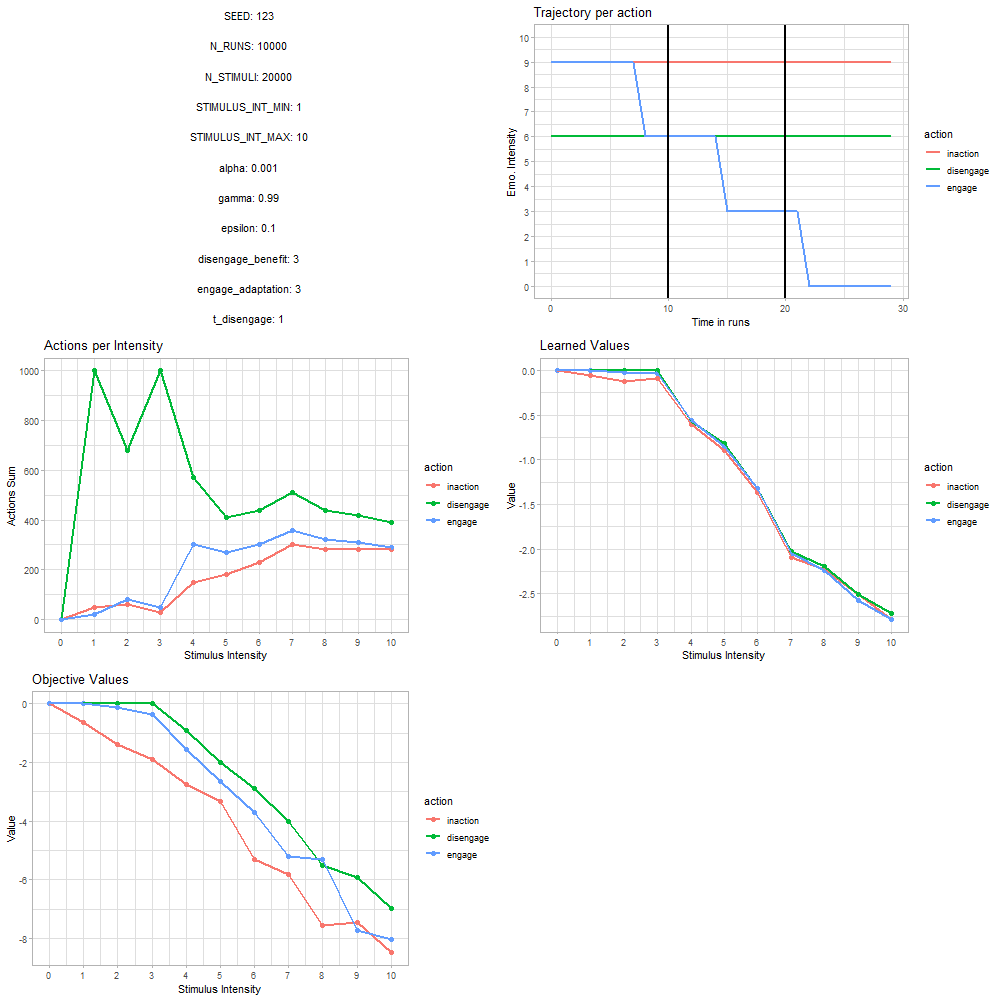 SEED: 123
N_RUNS: 10000
N_STIMULI: 20000
STIMULUS_INT_MIN: 1
STIMULUS_INT_MAX: 10
alpha: 0.001
gamma: 0.99
epsilon: 0.1
disengage_benefit: 3
engage_adaptation: 3
t_disengage: 1
Trajectory per action
Emo. Intensity
10
9
8
7
6
5
4
3
2
1
0
0 10 20 30
Time in runs
action
inaction
disengage
engage
Actions per Intensity
Actions Sum
1000
800
600
400
200
0
0 1 2 3 4 5 6 7 8 9 10
Stimulus Intensity
action
inaction
disengage
engage
Learned Values
Value
0.0
-0.5
-1.0
-1.5
-2.0
-2.5
0 1 2 3 4 5 6 7 8 9 10
Stimulus Intensity
action
inaction
disengage
engage
Objective Values
Value
0
-2
-4
-6
-8
0 1 2 3 4 5 6 7 8 9 10
Stimulus Intensity
action
inaction
disengage
engage